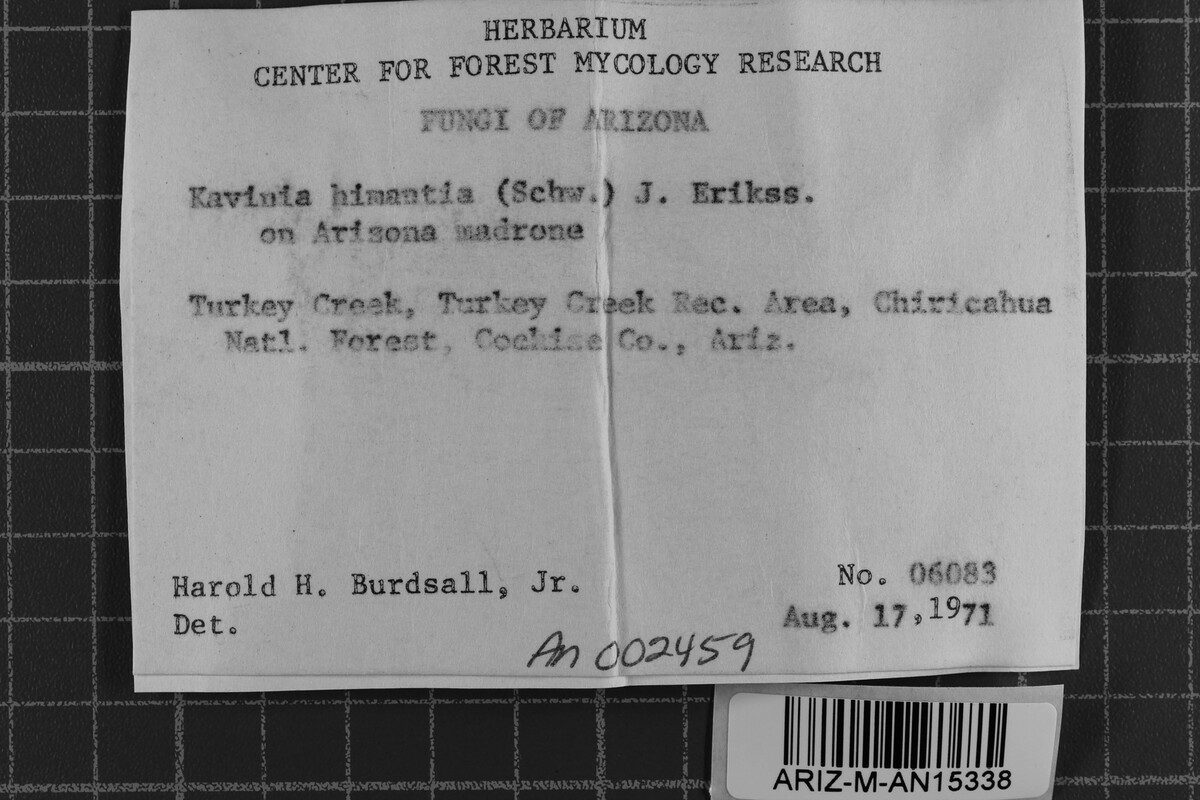 HERBARIUM
CENTER FOR FOREST MYCOLOGY RESEARCH
FUNGI OF ARIZONA
Kavinia himantia (Schw.) J. Erikss.
on Arizona madrone
Turkey Creek, Turkey Creek Rec. Area, Chiricahua
Natl. Forest, Cochise Co., Ariz.
Harold H. Burdsall, Jr.
Det.
No. 06083
Aug. 17, 1971
An 002459
ARIZ-M-AN15338